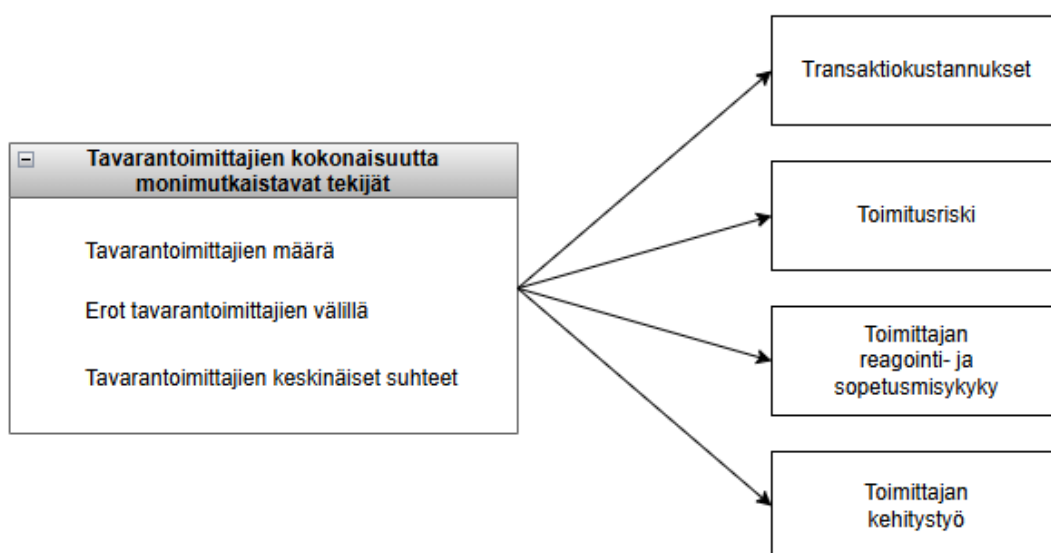 Tavarantoimittajien kokonaisuutta
monimutkaistavat tekijät
Tavarantoimittajien määrä
Erot tavarantoimittajien välillä
Tavarantoimittajien keskinäiset suhteet
Transaktiokustannukset
Toimitusriski
Toimittajan
reagointi- ja
sopetusmisykyky
Toimittajan
kehitystyö